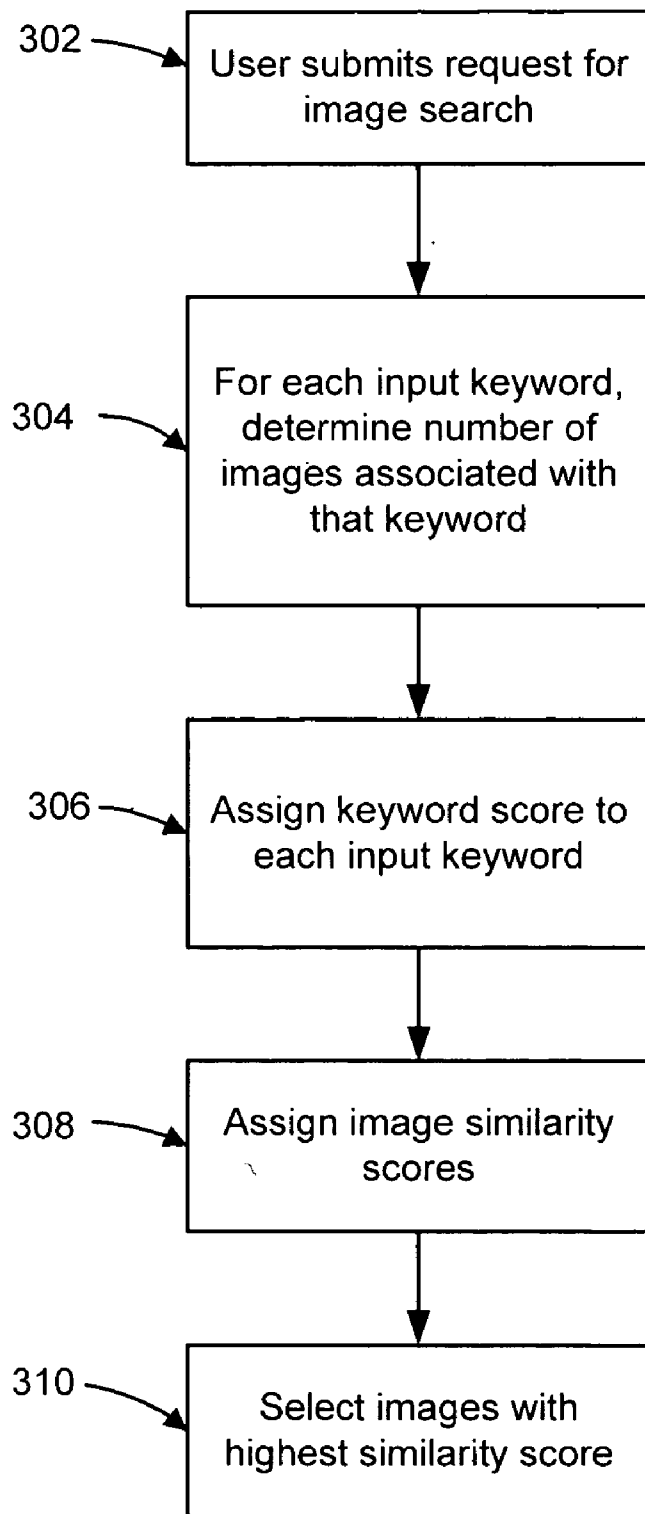 302
User submits request for
image search
304
For each input keyword,
determine number of
images associated with
that keyword
306
Assign keyword score to
each input keyword
308
Assign image similarity
scores
310
Select images with
highest similarity score